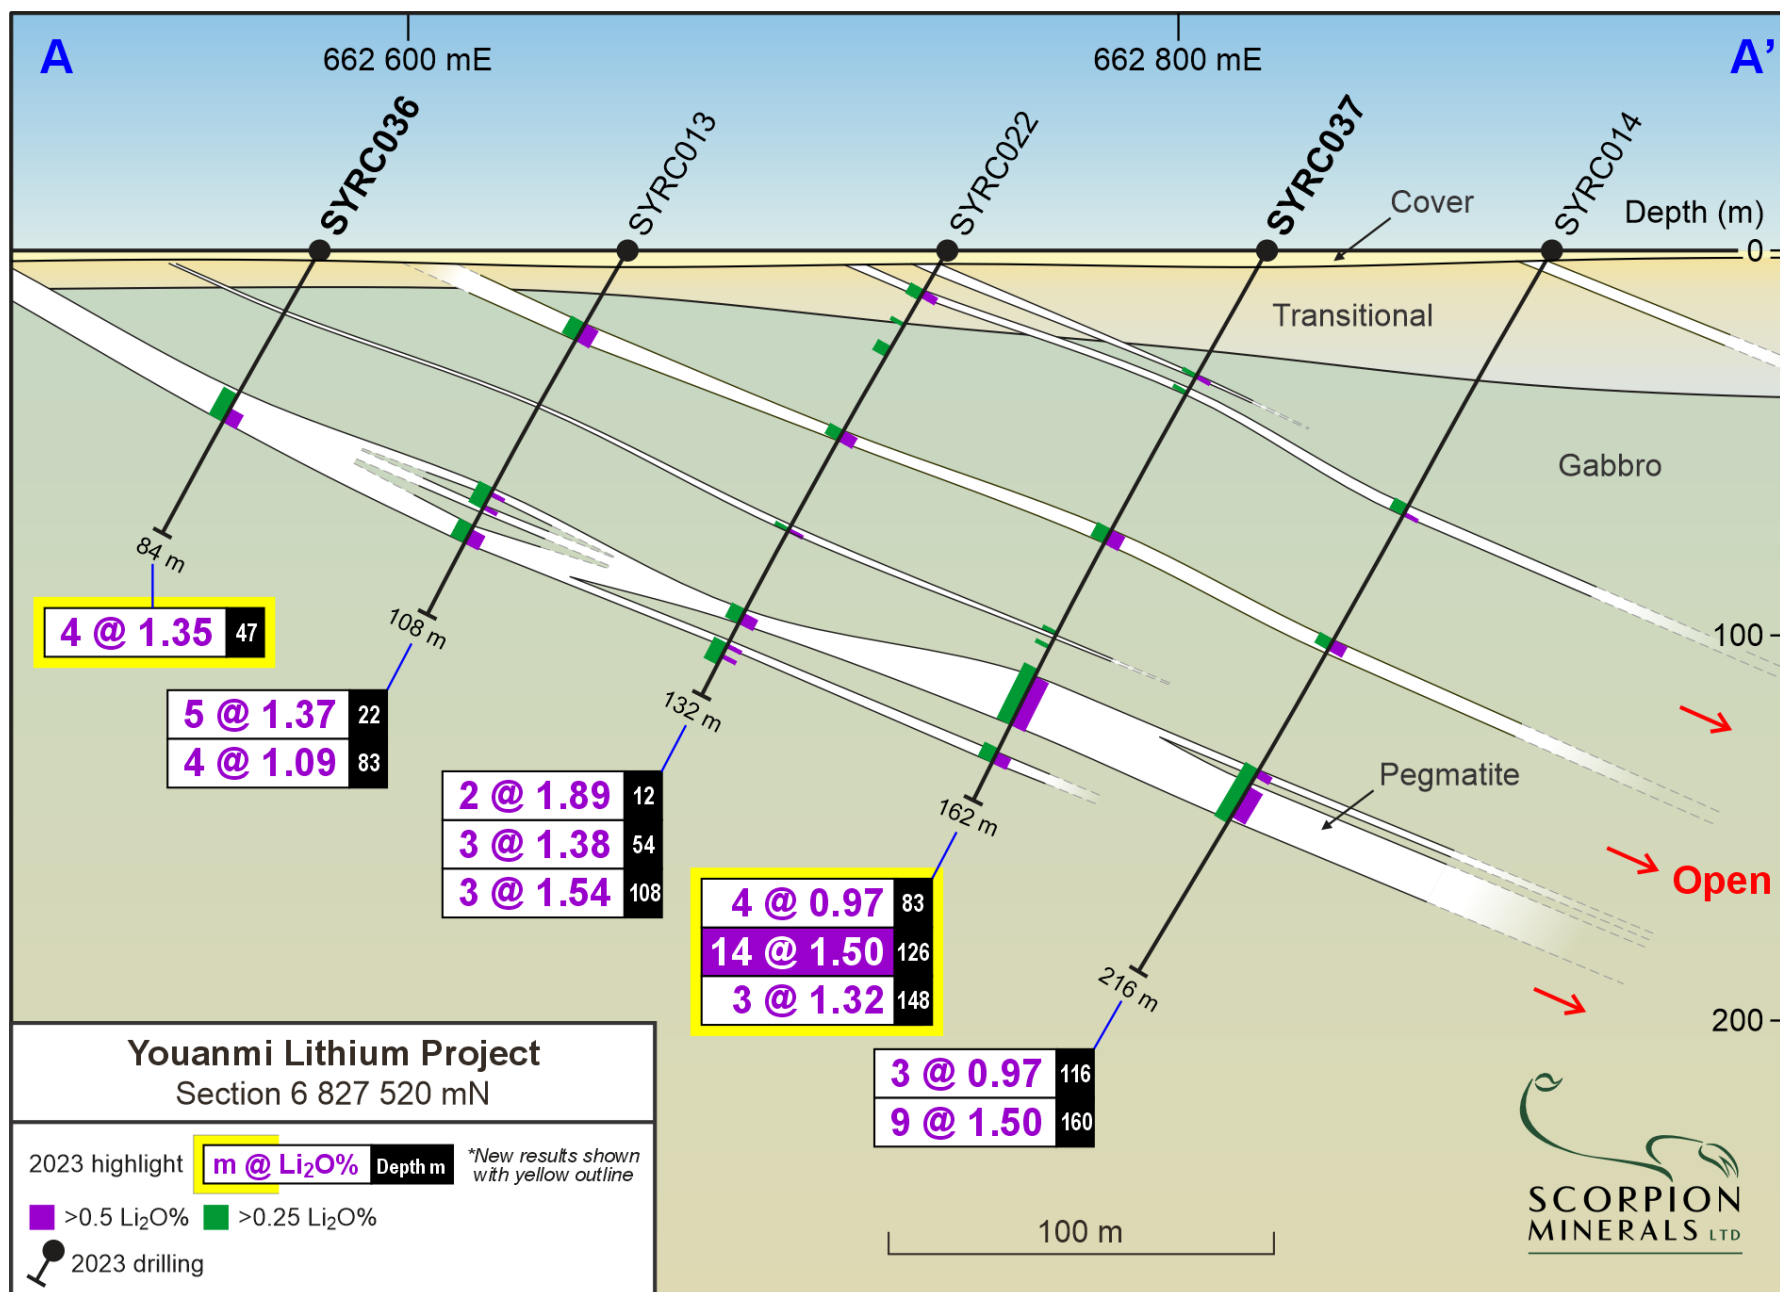 A
662 600 mE
662 800 mE
A’
SYRC036
SYRC013
SYRC022
SYRC037
SYRC014
Cover
Depth (m)
0
Transitional
Gabbro
100
Pegmatite
Open
200
84 m
4 @ 1.35 47
108 m
5 @ 1.37 22
4 @ 1.09 83
132 m
2 @ 1.89 12
3 @ 1.38 54
3 @ 1.54 108
162 m
4 @ 0.97 83
14 @ 1.50 126
3 @ 1.32 148
216 m
3 @ 0.97 116
9 @ 1.50 160
Youanmi Lithium Project
Section 6 827 520 mN
2023 highlight
m @ Li₂O% Depth m
*New results shown
with yellow outline
>0.5 Li₂O%
>0.25 Li₂O%
2023 drilling
100 m
SCORPION
MINERALS LTD